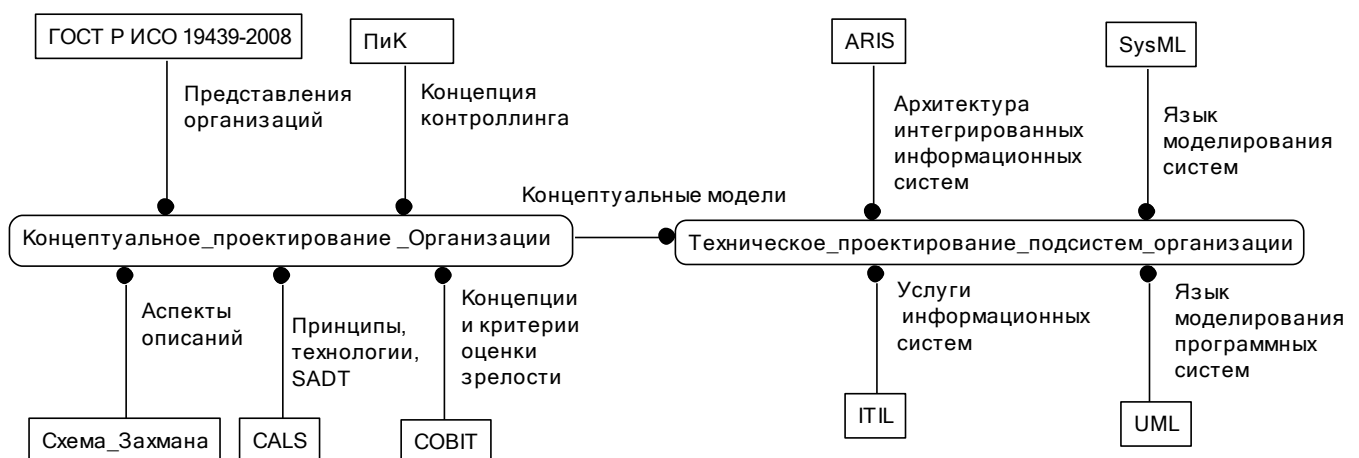 ГОСТ Р ИСО 19439-2008
ПиК
ARIS
SysML
Представления
организаций
Концепция
контроллинга
Архитектура
интегрированных
информационных
систем
Язык
моделирования
систем
Концептуальные модели
Концептуальное_проектирование _Организации
Техническое_проектирование_подсистем_организации
Аспекты
описаний
Принципы,
технологии,
SADT
Концепции
и критерии
оценки
зрелости
Услуги
информационных
систем
Язык
моделирования
программных
систем
Схема_Захмана
CALS
COBIT
ITIL
UML